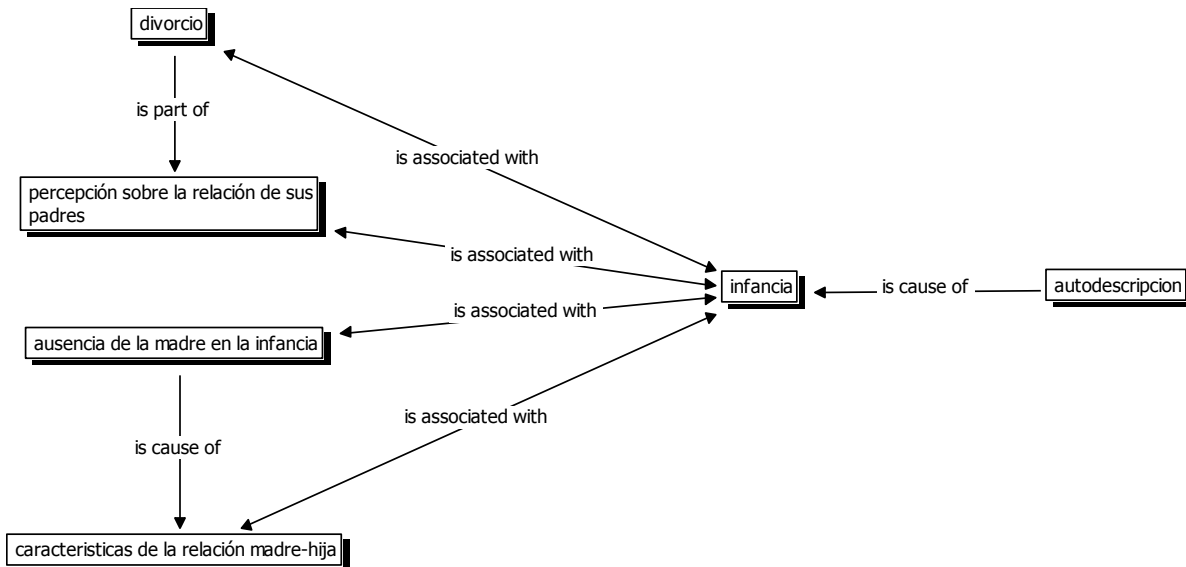 divorcio
is part of
is associated with
percepción sobre la relación de sus
padres
is associated with
infancia
is cause of
autodescripcion
is associated with
ausencia de la madre en la infancia
is associated with
is cause of
caracteristicas de la relación madre-hija